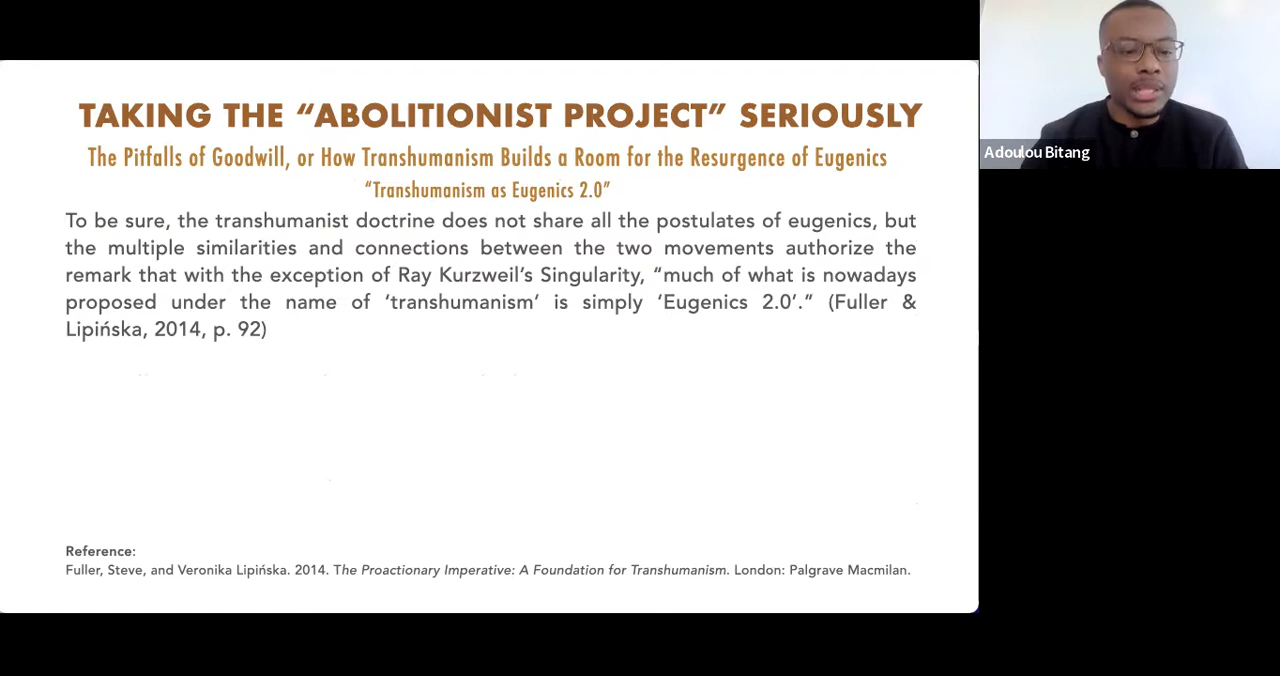 TAKING THE “ABOLITIONIST PROJECT” SERIOUSLY
The Pitfalls of Goodwill, or How Transhumanism Builds a Room for the Resurgence of Eugenics
“Transhumanism as Eugenics 2.0”
To be sure, the transhumanist doctrine does not share all the postulates of eugenics, but
the multiple similarities and connections between the two movements authorize the
remark that with the exception of Ray Kurzweil’s Singularity, “much of what is nowadays
proposed under the name of ‘transhumanism’ is simply ‘Eugenics 2.0’.” (Fuller &
Lipińska, 2014, p. 92)
Reference:
Fuller, Steve, and Veronika Lipińska. 2014. The Proactionary Imperative: A Foundation for Transhumanism. London: Palgrave Macmilan.
Adoulou Bitang